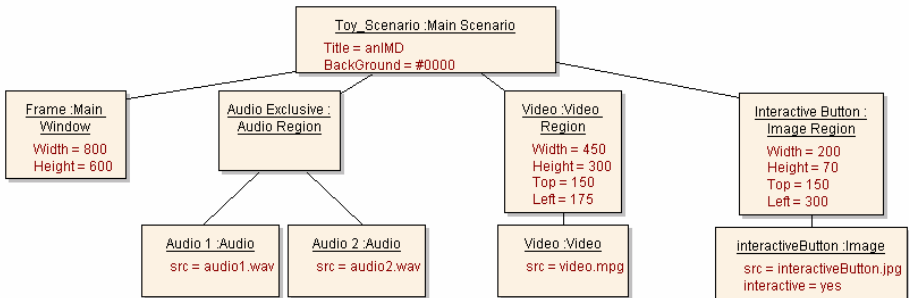 Toy_Scenario :Main Scenario
Title = anIMD
BackGround = #0000
Frame :Main
Window
Width = 800
Height = 600
Audio Exclusive :
Audio Region
Video :Video
Region
Width = 450
Height = 300
Top = 150
Left = 175
Interactive Button :
Image Region
Width = 200
Height = 70
Top = 150
Left = 300
Audio 1 :Audio
src = audio1.wav
Audio 2 :Audio
src = audio2.wav
Video :Video
src = video.mpg
interactiveButton :Image
src = interactiveButton.jpg
interactive = yes